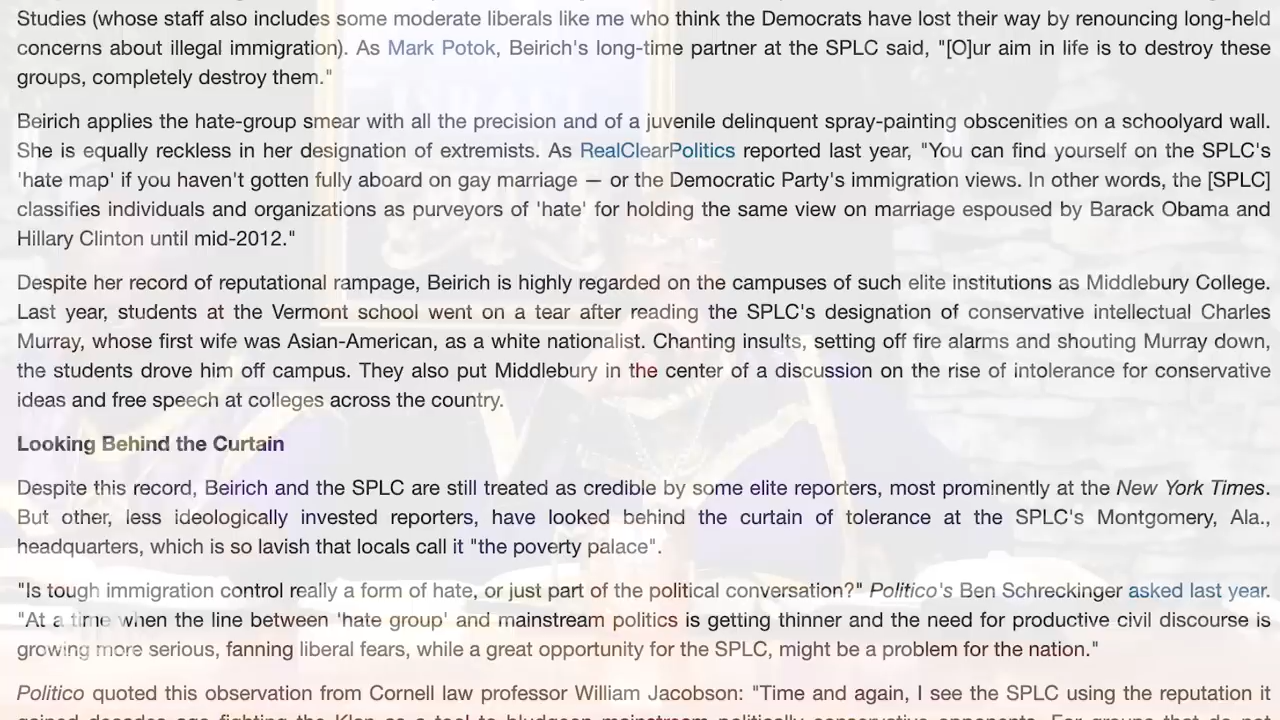 Studies (whose staff also includes some moderate liberals like me who think the Democrats have lost their way by renouncing long-held
concerns about illegal immigration). As Mark Potok, Beirich's long-time partner at the SPLC said, "[O]ur aim in life is to destroy these
groups, completely destroy them."
Beirich applies the hate-group smear with all the precision and of a juvenile delinquent spray-painting obscenities on a schoolyard wall.
She is equally reckless in her designation of extremists. As RealClearPolitics reported last year, "You can find yourself on the SPLC's
'hate map' if you haven't gotten fully aboard on gay marriage — or the Democratic Party's immigration views. In other words, the [SPLC]
classifies individuals and organizations as purveyors of 'hate' for holding the same view on marriage espoused by Barack Obama and
Hillary Clinton until mid-2012."
Despite her record of reputational rampage, Beirich is highly regarded on the campuses of such elite institutions as Middlebury College.
Last year, students at the Vermont school went on a tear after reading the SPLC's designation of conservative intellectual Charles
Murray, whose first wife was Asian-American, as a white nationalist. Chanting insults, setting off fire alarms and shouting Murray down,
the students drove him off campus. They also put Middlebury in the center of a discussion on the rise of intolerance for conservative
ideas and free speech at colleges across the country.
Looking Behind the Curtain
Despite this record, Beirich and the SPLC are still treated as credible by some elite reporters, most prominently at the New York Times.
But other, less ideologically invested reporters, have looked behind the curtain of tolerance at the SPLC's Montgomery, Ala.,
headquarters, which is so lavish that locals call it "the poverty palace".
"Is tough immigration control really a form of hate, or just part of the political conversation?" Politico's Ben Schreckinger asked last year.
"At a time when the line between 'hate group' and mainstream politics is getting thinner and the need for productive civil discourse is
growing more serious, fanning liberal fears, while a great opportunity for the SPLC, might be a problem for the nation."
Politico quoted this observation from Cornell law professor William Jacobson: "Time and again, I see the SPLC using the reputation it
gained decades ago fighting the Klan as a tool to bludgeon mainstream politically conservative opponents. For groups that do not